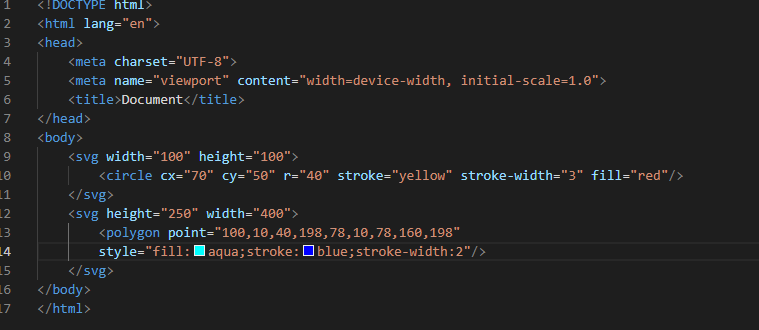 1 <!DOCTYPE html>
2 <html lang="en">
3 <head>
4 <meta charset="UTF-8">
5 <meta name="viewport" content="width=device-width, initial-scale=1.0">
6 <title>Document</title>
7 </head>
8 <body>
9 <svg width="100" height="100">
10 <circle cx="70" cy="50" r="40" stroke="yellow" stroke-width="3" fill="red"/>
11 </svg>
12 <svg height="250" width="400">
13 <polygon point="100,10,40,198,78,10,78,160,198"
14 style="fill:aqua;stroke:blue;stroke-width:2"/>
15 </svg>
16 </body>
17 </html>